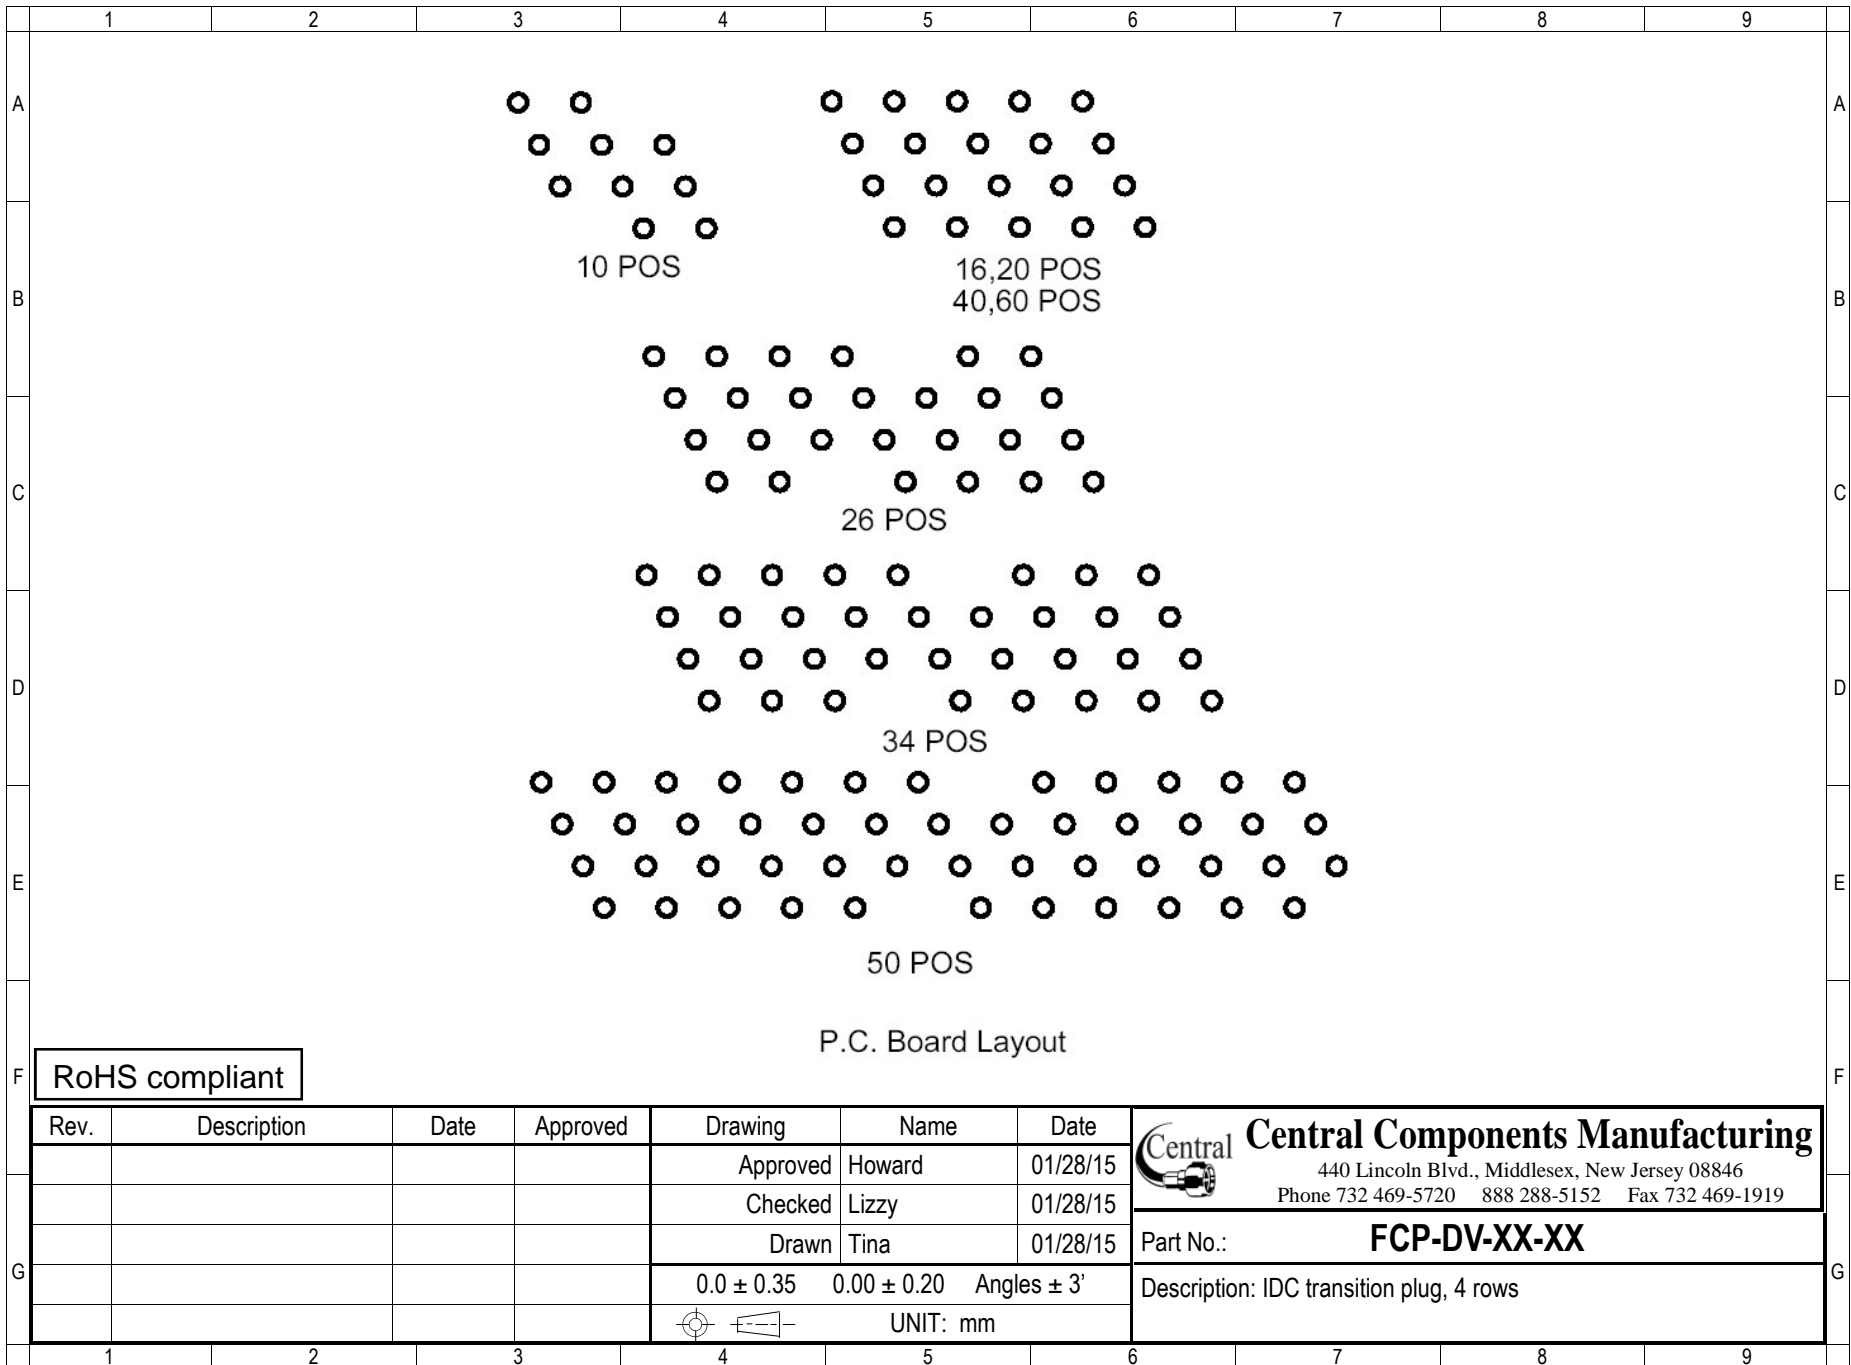 1 2 3 4 5 6 7 8 9
A A
10 POS
16,20 POS
40,60 POS
B B
26 POS
C C
34 POS
D D
50 POS
E E
P.C. Board Layout
F F
RoHS compliant
Rev. Description Date Approved Drawing Name Date
Approved Howard 01/28/15
Checked Lizzy 01/28/15
Drawn Tina 01/28/15
0.0 ± 0.35 0.00 ± 0.20 Angles ± 3’
UNIT: mm
Central
Central Components Manufacturing
440 Lincoln Blvd., Middlesex, New Jersey 08846
Phone 732 469-5720 888 288-5152 Fax 732 469-1919
Part No.: FCP-DV-XX-XX
Description: IDC transition plug, 4 rows
G G
1 2 3 4 5 6 7 8 9